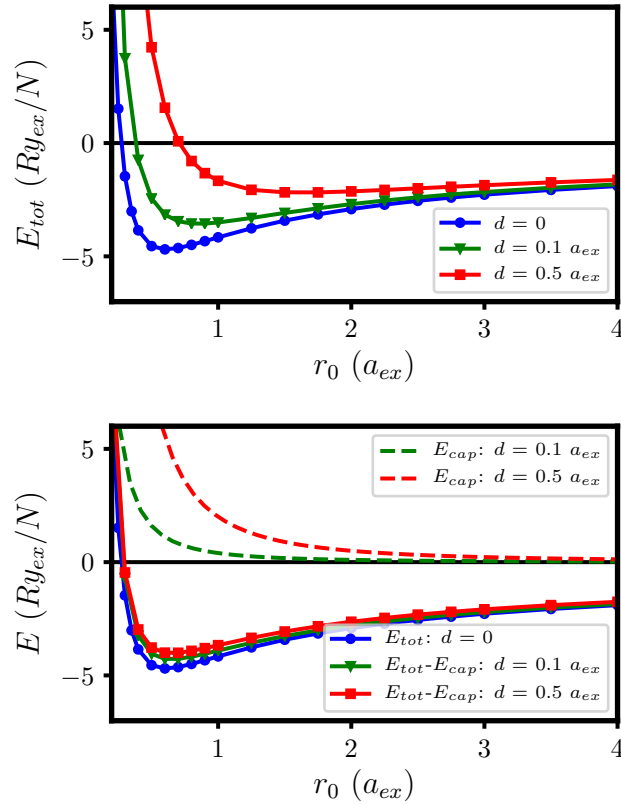 5
0
−5
E_tot (Ry_ex/N)
d = 0
d = 0.1 a_ex
d = 0.5 a_ex
1 2 3 4
r_0 (a_ex)
5
0
−5
E (Ry_ex/N)
E_cap: d = 0.1 a_ex
E_cap: d = 0.5 a_ex
E_tot: d = 0
E_tot-E_cap: d = 0.1 a_ex
E_tot-E_cap: d = 0.5 a_ex
1 2 3 4
r_0 (a_ex)